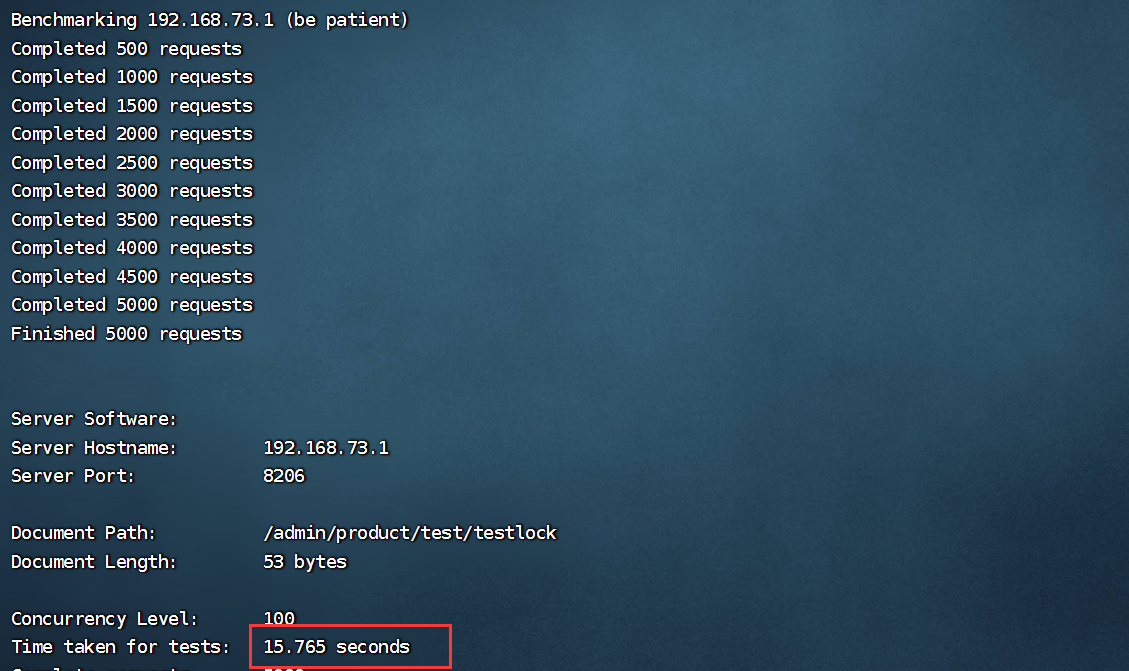 Benchmarking 192.168.73.1 (be patient)
Completed 500 requests
Completed 1000 requests
Completed 1500 requests
Completed 2000 requests
Completed 2500 requests
Completed 3000 requests
Completed 3500 requests
Completed 4000 requests
Completed 4500 requests
Completed 5000 requests
Finished 5000 requests
Server Software:
Server Hostname: 192.168.73.1
Server Port: 8206
Document Path: /admin/product/test/testlock
Document Length: 53 bytes
Concurrency Level: 100
Time taken for tests: 15.765 seconds